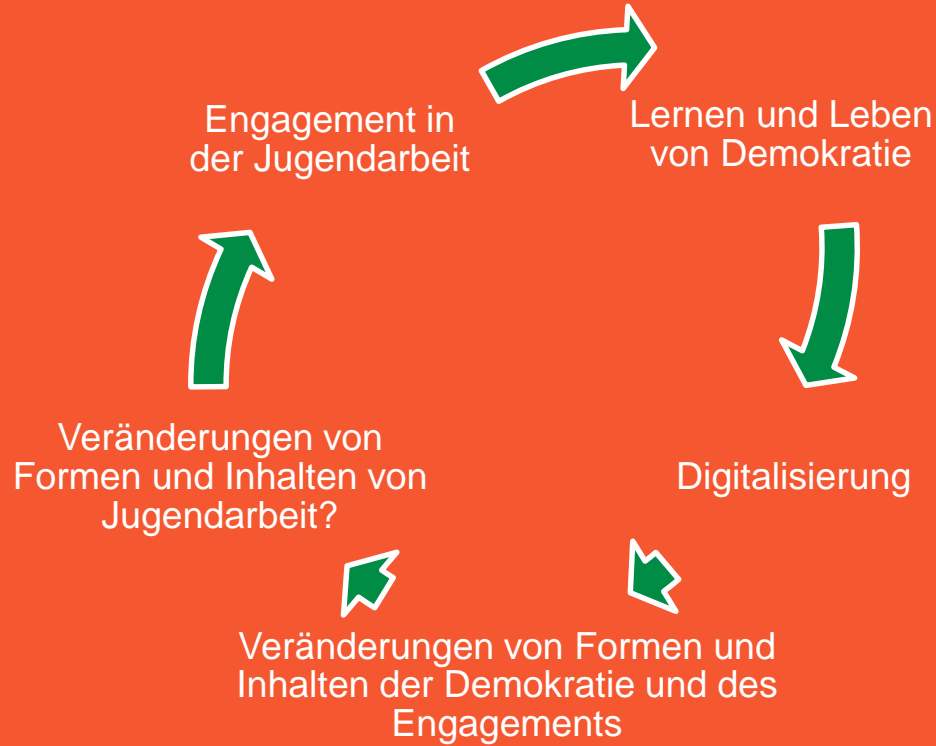 Engagement in
der Jugendarbeit
Lernen und Leben
von Demokratie
Digitalisierung
Veränderungen von Formen und
Inhalten der Demokratie und des
Engagements
Veränderungen von
Formen und Inhalten von
Jugendarbeit?